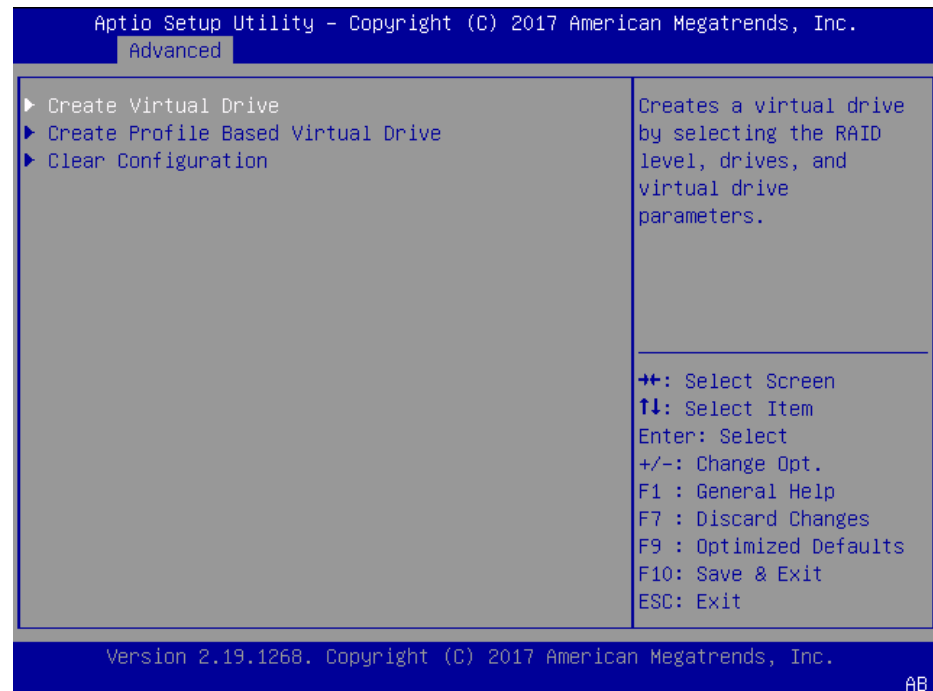 Aptio Setup Utility – Copyright (C) 2017 American Megatrends, Inc.
Advanced
▶ Create Virtual Drive
▶ Create Profile Based Virtual Drive
▶ Clear Configuration
Creates a virtual drive
by selecting the RAID
level, drives, and
virtual drive
parameters.
→←: Select Screen
↑↓: Select Item
Enter: Select
+/-: Change Opt.
F1 : General Help
F7 : Discard Changes
F9 : Optimized Defaults
F10: Save & Exit
ESC: Exit
Version 2.19.1268. Copyright (C) 2017 American Megatrends, Inc.
AB